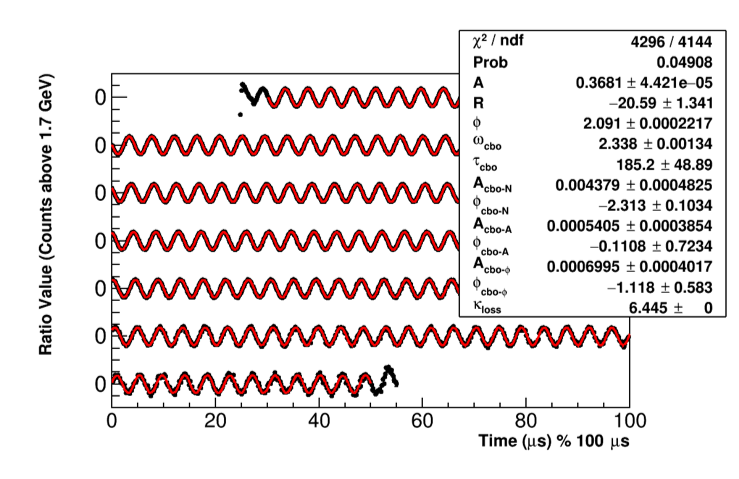 χ² / ndf 4296 / 4144
Prob 0.04908
A 0.3681 ± 4.421e−05
R −20.59 ± 1.341
ϕ 2.091 ± 0.0002217
ω_cbo 2.338 ± 0.00134
τ_cbo 185.2 ± 48.89
A_cbo-N 0.004379 ± 0.0004825
ϕ_cbo-N −2.313 ± 0.1034
A_cbo-A 0.0005405 ± 0.0003854
ϕ_cbo-A −0.1108 ± 0.7234
A_cbo-ϕ 0.0006995 ± 0.0004017
ϕ_cbo-ϕ −1.118 ± 0.583
κ_loss 6.445 ± 0
Ratio Value (Counts above 1.7 GeV)
0
0
0
0
0
0
0
0 20 40 60 80 100
Time (μs) % 100 μs